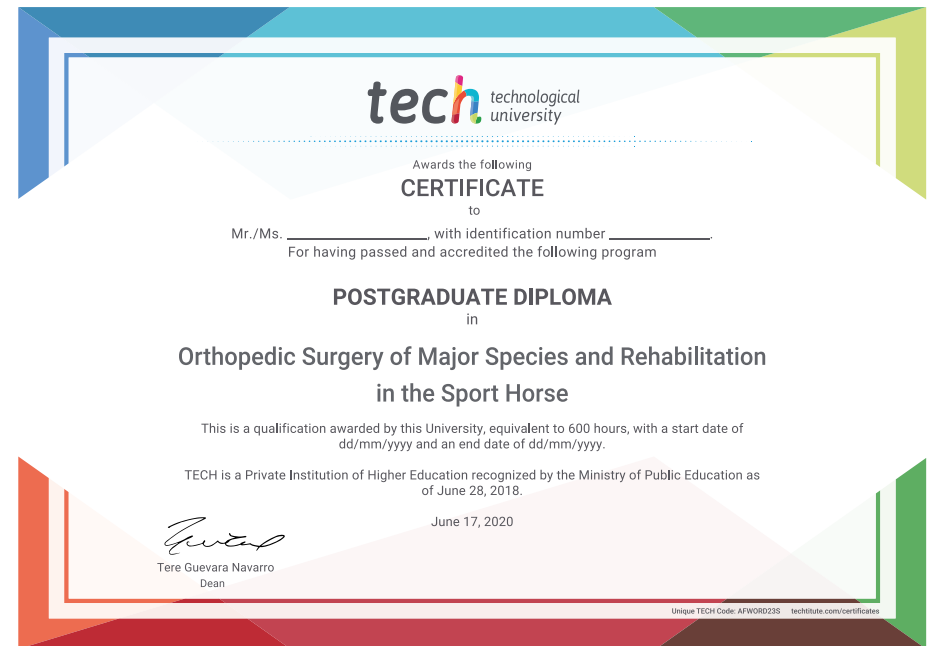 tech technological
university
Awards the following
CERTIFICATE
to
Mr./Ms. ____________________, with identification number ______________.
For having passed and accredited the following program
POSTGRADUATE DIPLOMA
in
Orthopedic Surgery of Major Species and Rehabilitation
in the Sport Horse
This is a qualification awarded by this University, equivalent to 600 hours, with a start date of
dd/mm/yyyy and an end date of dd/mm/yyyy.
TECH is a Private Institution of Higher Education recognized by the Ministry of Public Education as
of June 28, 2018.
June 17, 2020
Tere Guevara Navarro
Dean
Unique TECH Code: AFWORD23S techtitute.com/certificates